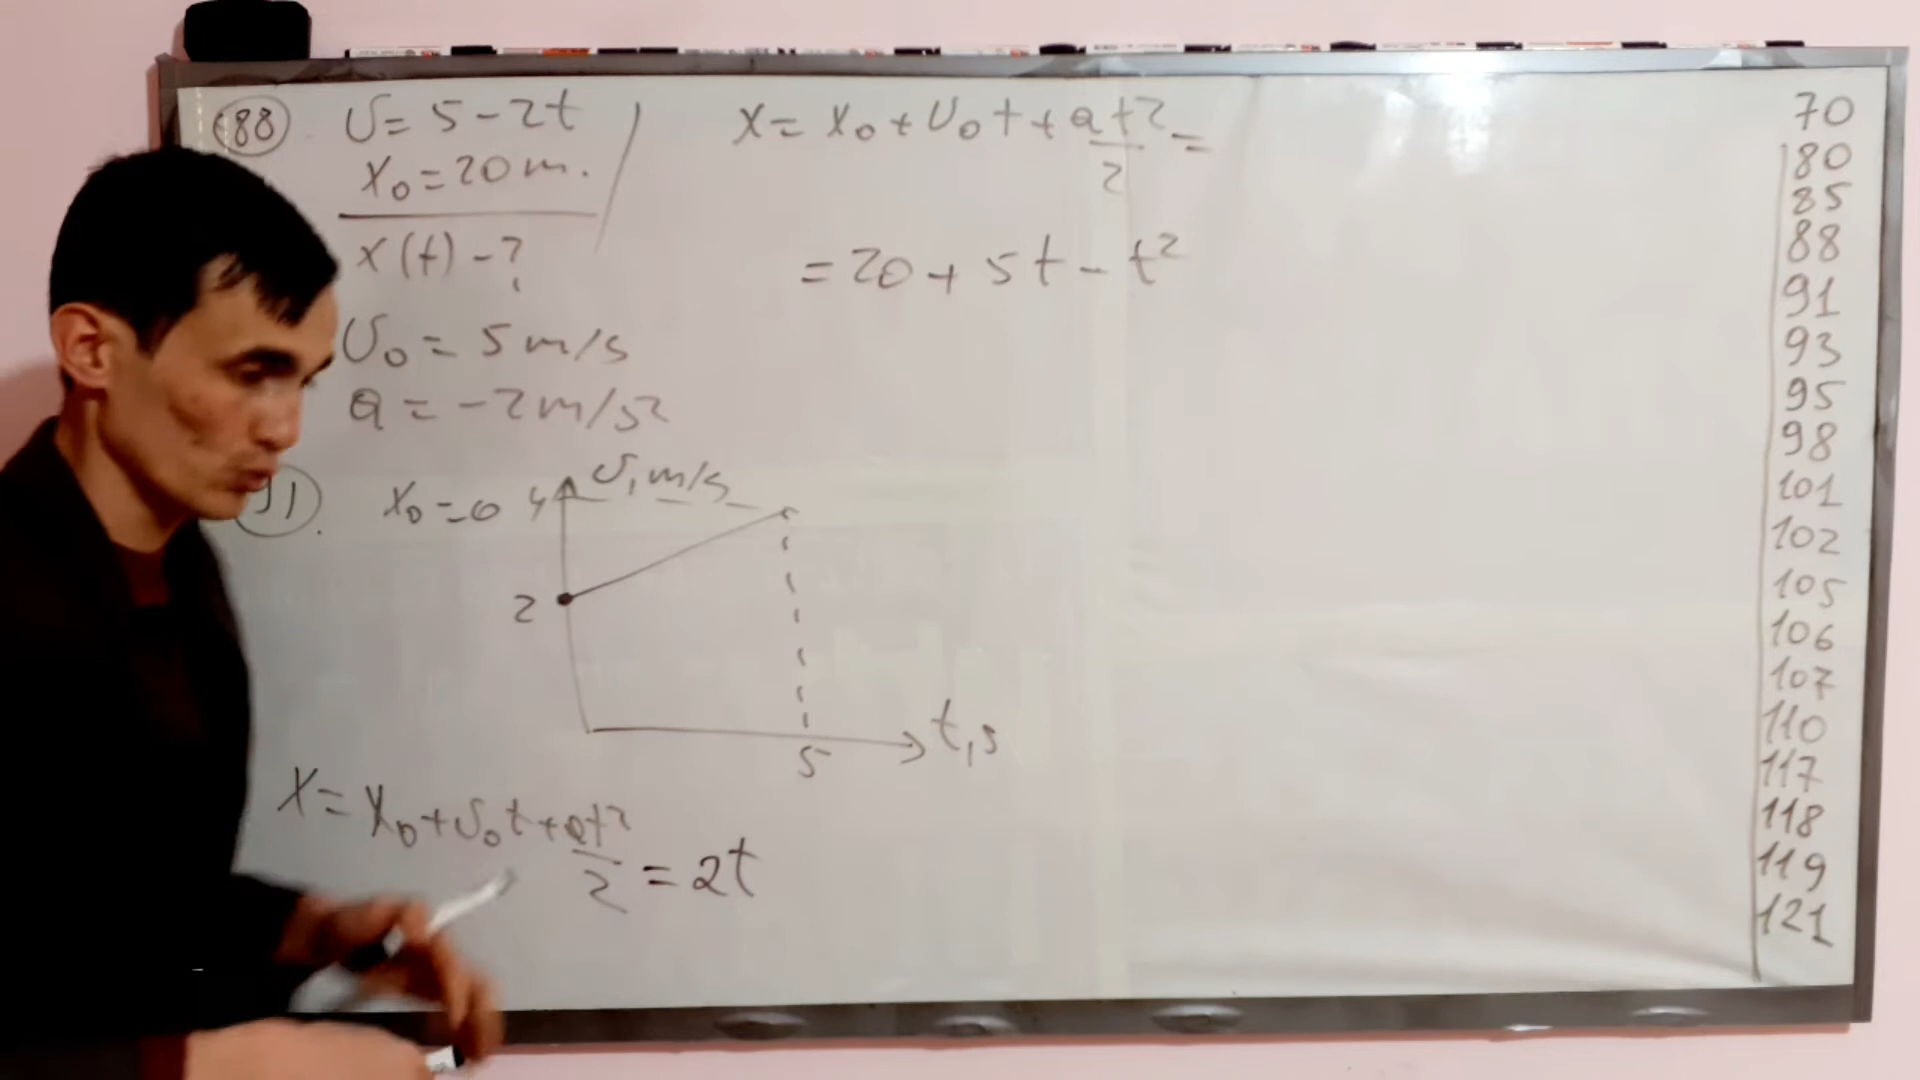 88 υ = 5 - 2t
x₀ = 20 m.
x(t) - ?
υ₀ = 5 m/s
a = -2 m/s²
x = x₀ + υ₀t + at²/2 =
= 20 + 5t - t²
91. x₀ = 0
υ, m/s
4
2
5
t, s
x = x₀ + υ₀t + at²/2 = 2t
70
80
85
88
91
93
95
98
101
102
105
106
107
110
117
118
119
121